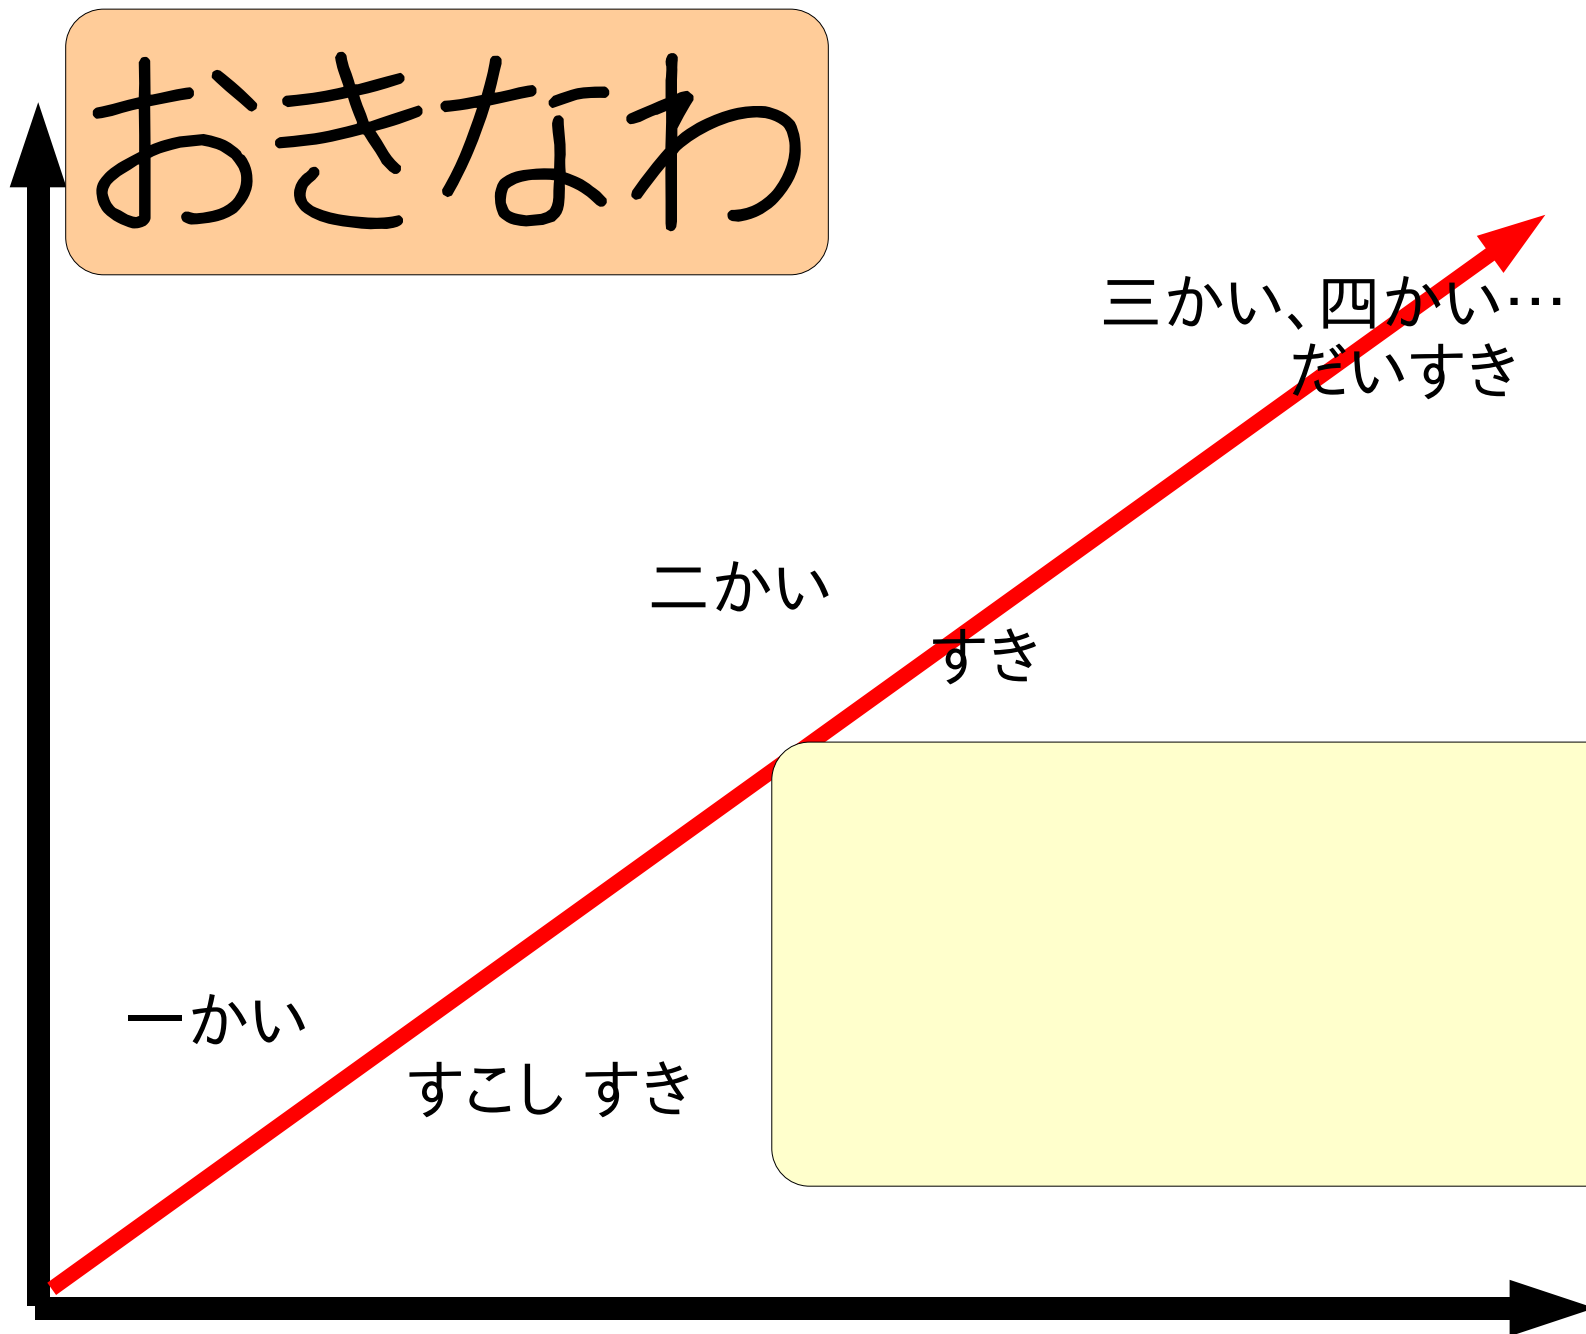 おきなわ
三かい、四かい…
だいすき
二かい
すき
一かい
すこし すき